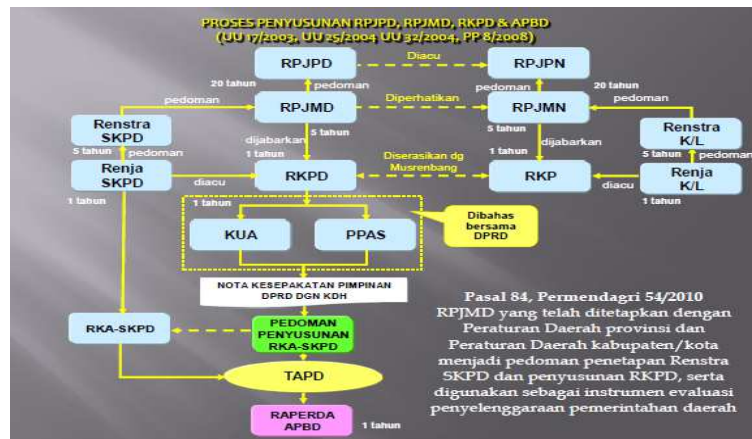 PROSES PENYUSUNAN RPJPD, RPJMD, RKPD & APBD
(UU 17/2003, UU 25/2004 UU 32/2004, PP 8/2008)
RPJPD
Diacu
RPJPN
20 tahun
pedoman
pedoman
20 tahun
pedoman
RPJMD
Diperhatikan
RPJMN
pedoman
Renstra
SKPD
5 tahun
5 tahun
Renstra
K/L
5 tahun
pedoman
dijabarkan
1 tahun
Diserasikan dg
Musrenbang
1 tahun
dijabarkan
5 tahun
pedoman
Renja
SKPD
diacu
RKPD
RKP
diacu
Renja
K/L
1 tahun
1 tahun
1 tahun
KUA
PPAS
Dibahas
bersama
DPRD
NOTA KESEPAKATAN PIMPINAN
DPRD DGN KDH
RKA-SKPD
PEDOMAN
PENYUSUNAN
RKA-SKPD
TAPD
RAPERDA
APBD
1 tahun
Pasal 84, Permendagri 54/2010
RPJMD yang telah ditetapkan dengan
Peraturan Daerah provinsi dan
Peraturan Daerah kabupaten/kota
menjadi pedoman penetapan Renstra
SKPD dan penyusunan RKPD, serta
digunakan sebagai instrumen evaluasi
penyelenggaraan pemerintahan daerah